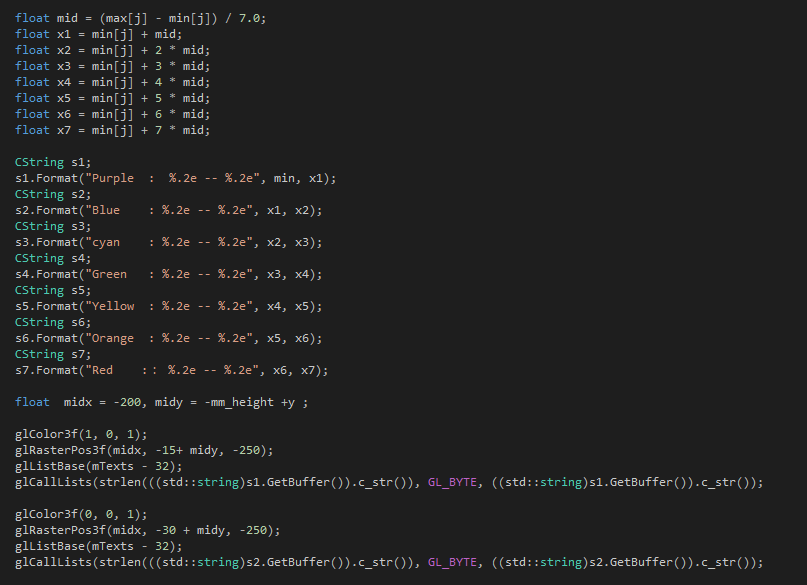 float mid = (max[j] - min[j]) / 7.0;
float x1 = min[j] + mid;
float x2 = min[j] + 2 * mid;
float x3 = min[j] + 3 * mid;
float x4 = min[j] + 4 * mid;
float x5 = min[j] + 5 * mid;
float x6 = min[j] + 6 * mid;
float x7 = min[j] + 7 * mid;

CString s1;
s1.Format("Purple  :  %.2e -- %.2e", min, x1);
CString s2;
s2.Format("Blue    : %.2e -- %.2e", x1, x2);
CString s3;
s3.Format("cyan    : %.2e -- %.2e", x2, x3);
CString s4;
s4.Format("Green   : %.2e -- %.2e", x3, x4);
CString s5;
s5.Format("Yellow  : %.2e -- %.2e", x4, x5);
CString s6;
s6.Format("Orange  : %.2e -- %.2e", x5, x6);
CString s7;
s7.Format("Red    :: %.2e -- %.2e", x6, x7);

float  midx = -200, midy = -mm_height +y ;

glColor3f(1, 0, 1);
glRasterPos3f(midx, -15+ midy, -250);
glListBase(mTexts - 32);
glCallLists(strlen(((std::string)s1.GetBuffer()).c_str()), GL_BYTE, ((std::string)s1.GetBuffer()).c_str());

glColor3f(0, 0, 1);
glRasterPos3f(midx, -30 + midy, -250);
glListBase(mTexts - 32);
glCallLists(strlen(((std::string)s2.GetBuffer()).c_str()), GL_BYTE, ((std::string)s2.GetBuffer()).c_str());